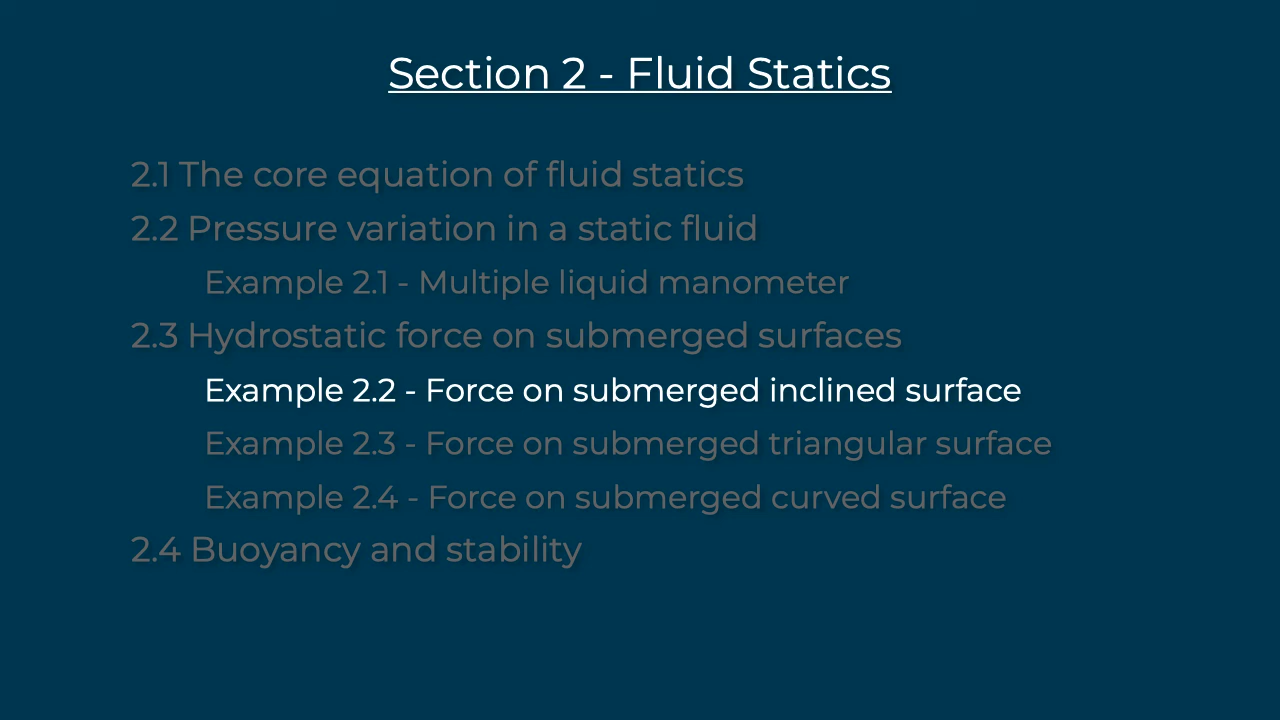 Section 2 - Fluid Statics
2.1 The core equation of fluid statics
2.2 Pressure variation in a static fluid
Example 2.1 - Multiple liquid manometer
2.3 Hydrostatic force on submerged surfaces
Example 2.2 - Force on submerged inclined surface
Example 2.3 - Force on submerged triangular surface
Example 2.4 - Force on submerged curved surface
2.4 Buoyancy and stability